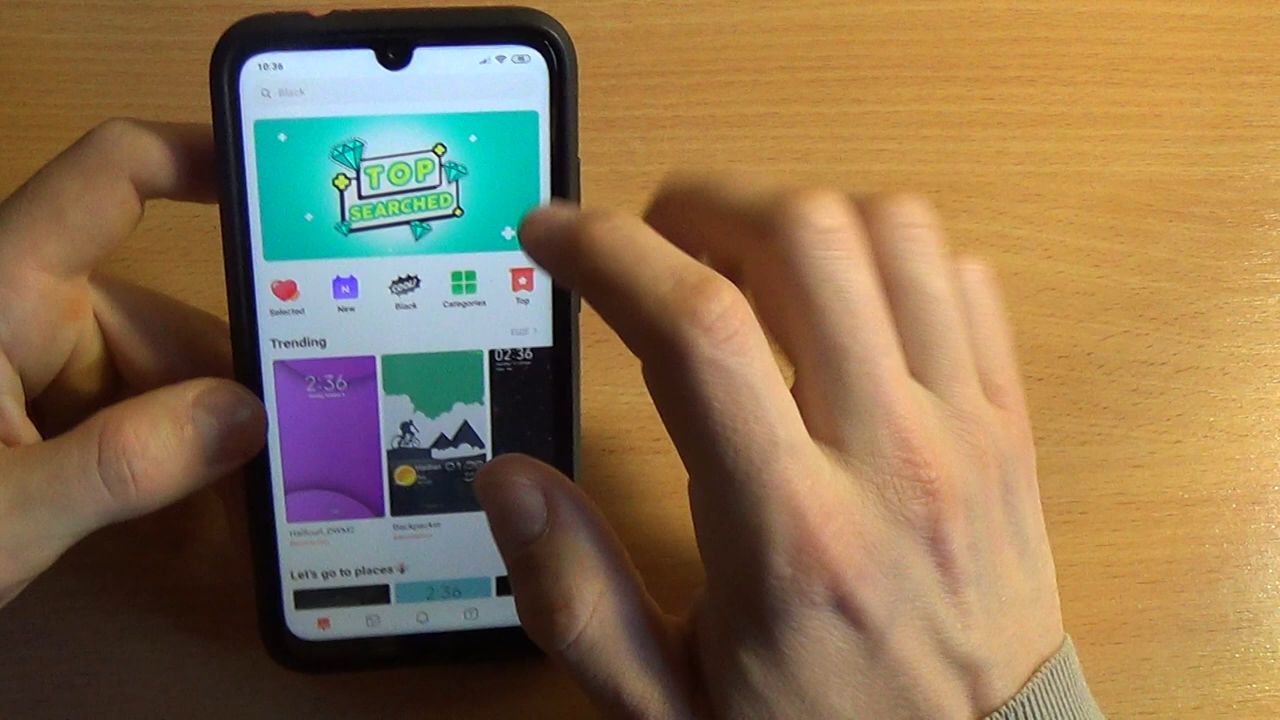 10:36
Black
TOP
SEARCHED
Selected
New
N
COOL!
Black
Categories
Top
Trending
2:36
02:36
Backpacker
Let's go to places
2:36